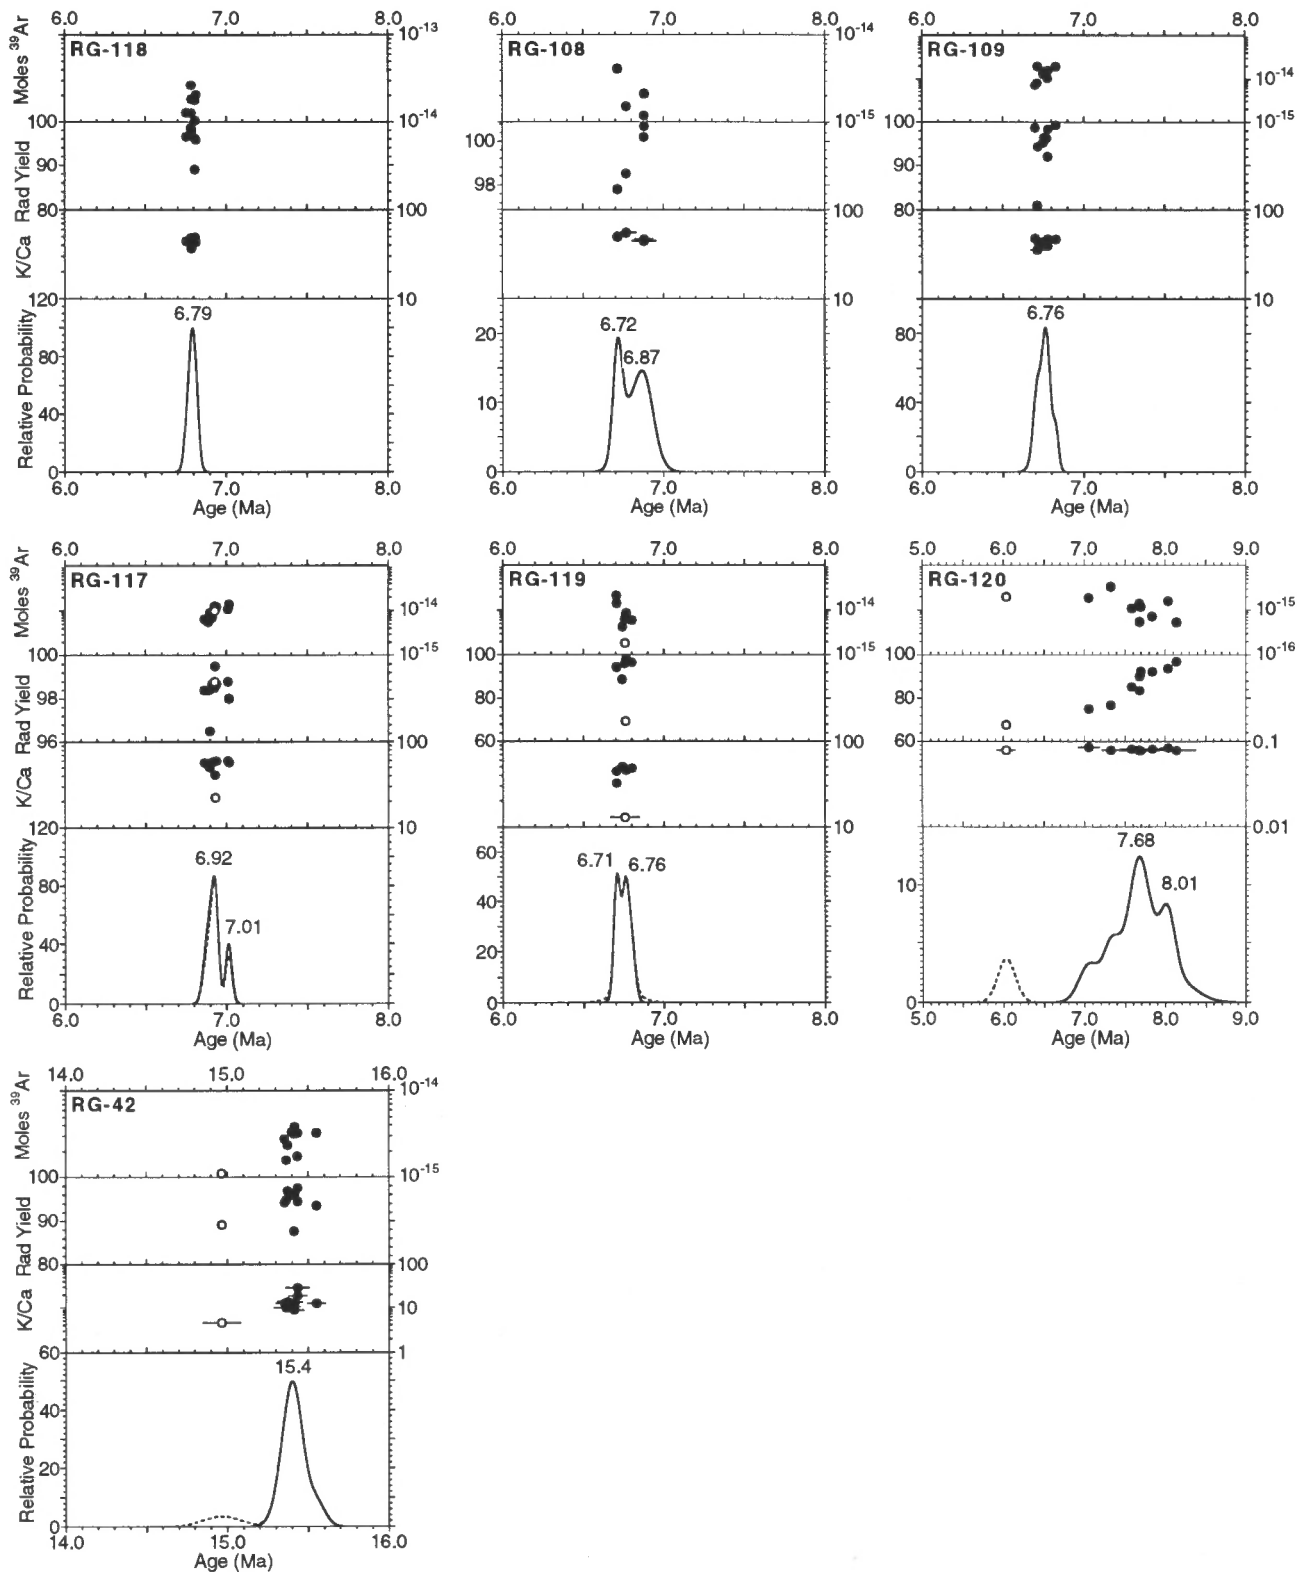 6.0 7.0 8.0
Moles ³⁹Ar
RG-118
10⁻¹³
10⁻¹⁴
Rad Yield
100
90
80
K/Ca
100
10
Relative Probability
120
80
40
0
6.79
6.0 7.0 8.0
Age (Ma)
6.0 7.0 8.0
RG-108
10⁻¹⁴
10⁻¹⁵
100
98
100
10
20
10
0
6.72
6.87
6.0 7.0 8.0
Age (Ma)
6.0 7.0 8.0
RG-109
10⁻¹⁴
10⁻¹⁵
100
90
80
100
10
80
40
0
6.76
6.0 7.0 8.0
Age (Ma)
6.0 7.0 8.0
Moles ³⁹Ar
RG-117
10⁻¹⁴
10⁻¹⁵
Rad Yield
100
98
96
K/Ca
100
10
Relative Probability
120
80
40
0
6.92
7.01
6.0 7.0 8.0
Age (Ma)
6.0 7.0 8.0
RG-119
10⁻¹⁴
10⁻¹⁵
100
80
60
100
10
60
40
20
0
6.71 6.76
6.0 7.0 8.0
Age (Ma)
5.0 6.0 7.0 8.0 9.0
RG-120
10⁻¹⁵
10⁻¹⁶
100
80
60
0.1
0.01
10
0
7.68
8.01
5.0 6.0 7.0 8.0 9.0
Age (Ma)
14.0 15.0 16.0
Moles ³⁹Ar
RG-42
10⁻¹⁴
10⁻¹⁵
Rad Yield
100
90
80
K/Ca
100
10
1
Relative Probability
60
40
20
0
15.4
14.0 15.0 16.0
Age (Ma)